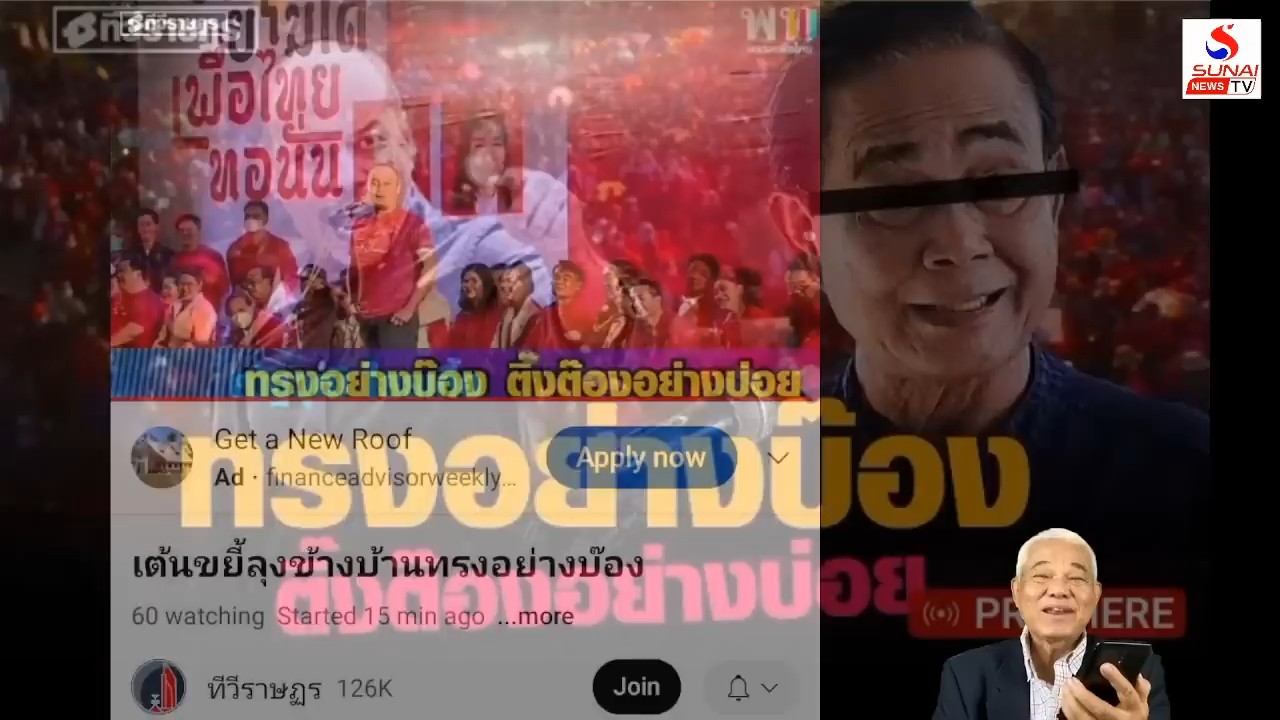 ทีวีราษฎร
เพื่อไทย
เท่านั้น
SUNAI
NEWS TV
ทรงอย่างบ๊อง ติ๊งต๊องอย่างบ่อย
Get a New Roof
Ad · financeadvisorweekly...
Apply now
ทรงอย่างบ๊อง
เต้นขยี้ลุงข้างบ้านทรงอย่างบ๊อง
ติ๊งต๊องอย่างบ่อย
60 watching Started 15 min ago ...more
ทีวีราษฎร 126K
Join